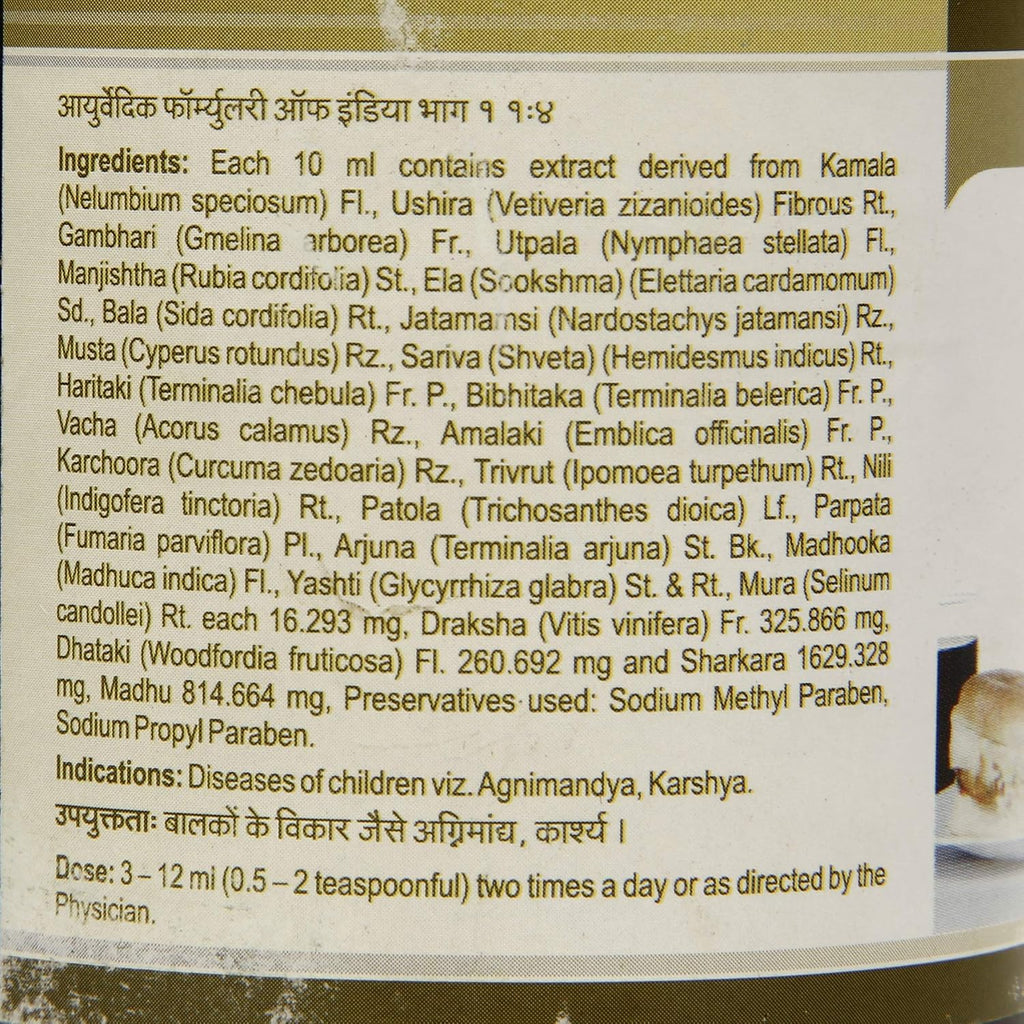 आयुर्वेदिक फॉर्म्युलरी ऑफ इंडिया भाग १ १:४
Ingredients: Each 10 ml contains extract derived from Kamala
(Nelumbium speciosum) Fl., Ushira (Vetiveria zizanioides) Fibrous Rt.,
Gambhari (Gmelina arborea) Fr., Utpala (Nymphaea stellata) Fl.,
Manjishtha (Rubia cordifolia) St., Ela (Sookshma) (Elettaria cardamomum)
Sd., Bala (Sida cordifolia) Rt., Jatamamsi (Nardostachys jatamansi) Rz.,
Musta (Cyperus rotundus) Rz., Sariva (Shveta) (Hemidesmus indicus) Rt.,
Haritaki (Terminalia chebula) Fr. P., Bibhitaka (Terminalia belerica) Fr. P.,
Vacha (Acorus calamus) Rz., Amalaki (Emblica officinalis) Fr. P.,
Karchoora (Curcuma zedoaria) Rz., Trivrut (Ipomoea turpethum) Rt., Nili
(Indigofera tinctoria) Rt., Patola (Trichosanthes dioica) Lf., Parpata
(Fumaria parviflora) Pl., Arjuna (Terminalia arjuna) St. Bk., Madhooka
(Madhuca indica) Fl., Yashti (Glycyrrhiza glabra) St. & Rt., Mura (Selinum
candollei) Rt. each 16.293 mg, Draksha (Vitis vinifera) Fr. 325.866 mg,
Dhataki (Woodfordia fruticosa) Fl. 260.692 mg and Sharkara 1629.328
mg, Madhu 814.664 mg, Preservatives used: Sodium Methyl Paraben,
Sodium Propyl Paraben.
Indications: Diseases of children viz. Agnimandya, Karshya.
उपयुक्तता: बालकों के विकार जैसे अग्निमांद्य, कार्श्य ।
Dose: 3 – 12 ml (0.5 – 2 teaspoonful) two times a day or as directed by the
Physician.